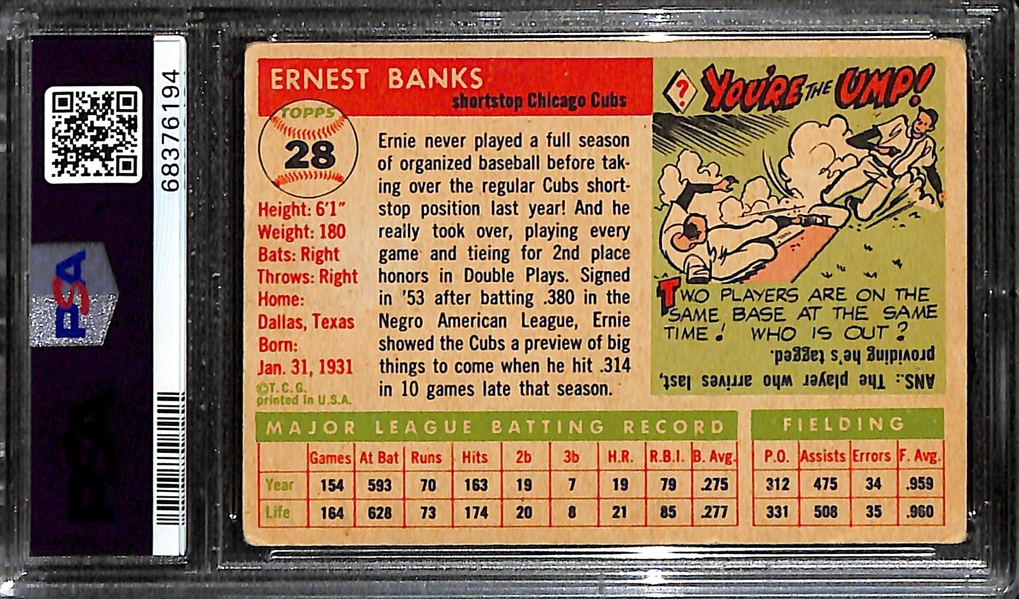 68376194
PSA
ERNEST BANKS
shortstop Chicago Cubs
TOPPS
28
Height: 6'1"
Weight: 180
Bats: Right
Throws: Right
Home:
Dallas, Texas
Born:
Jan. 31, 1931
©T.C.G.
printed in U.S.A.
Ernie never played a full season
of organized baseball before tak-
ing over the regular Cubs short-
stop position last year! And he
really took over, playing every
game and tieing for 2nd place
honors in Double Plays. Signed
in '53 after batting .380 in the
Negro American League, Ernie
showed the Cubs a preview of big
things to come when he hit .314
in 10 games late that season.
? YOU'RE THE UMP!
TWO PLAYERS ARE ON THE
SAME BASE AT THE SAME
TIME! WHO IS OUT?
ANS.: The player who arrives last,
providing he's tagged.
MAJOR LEAGUE BATTING RECORD
Games At Bat Runs Hits 2b 3b H.R. R.B.I. B. Avg.
Year 154 593 70 163 19 7 19 79 .275
Life 164 628 73 174 20 8 21 85 .277
FIELDING
P.O. Assists Errors F. Avg.
312 475 34 .959
331 508 35 .960